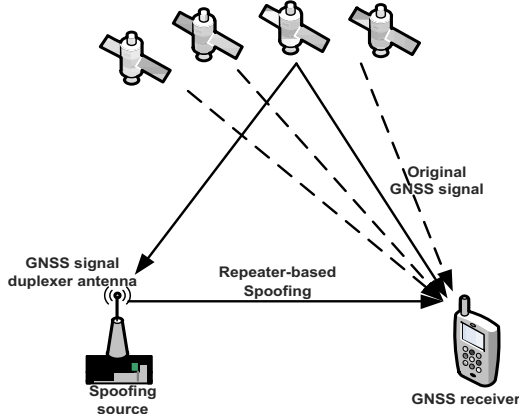 Original
GNSS signal
GNSS signal
duplexer antenna
Repeater-based
Spoofing
Spoofing
source
GNSS receiver